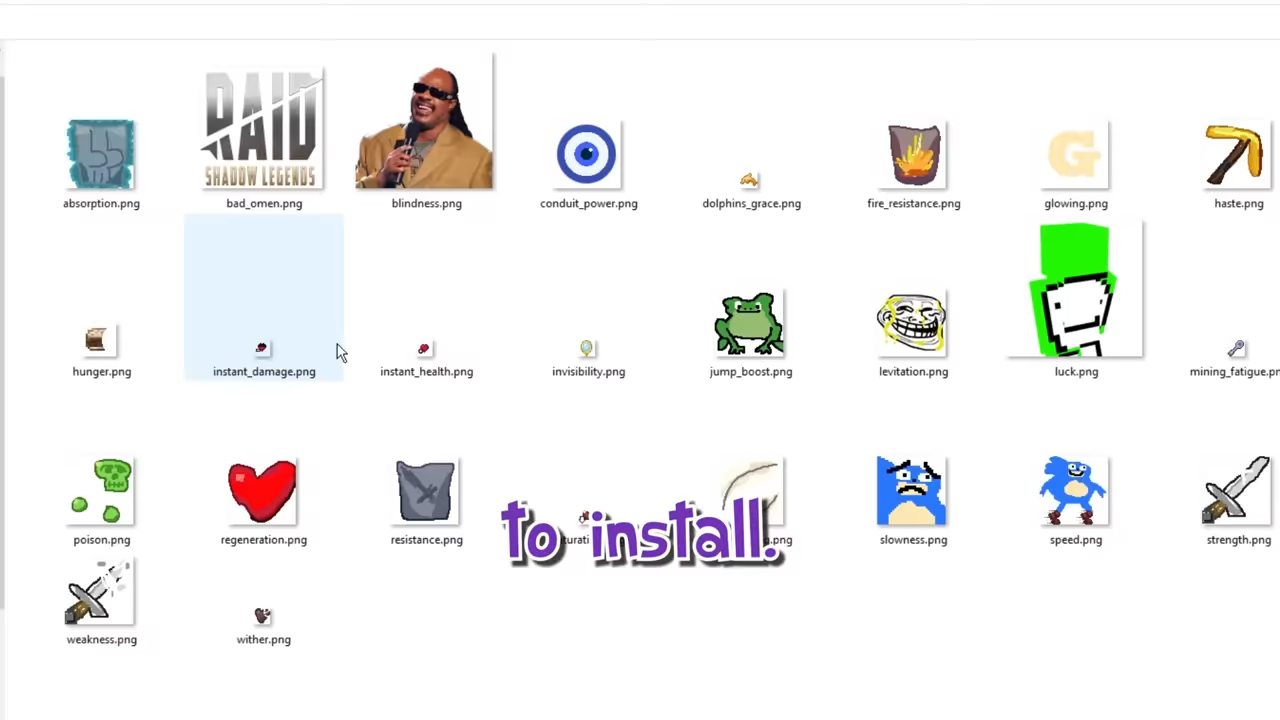 RAID
SHADOW LEGENDS
G
absorption.png
bad_omen.png
blindness.png
conduit_power.png
dolphins_grace.png
fire_resistance.png
glowing.png
haste.png
hunger.png
instant_damage.png
instant_health.png
invisibility.png
jump_boost.png
levitation.png
luck.png
mining_fatigue.pn
poison.png
regeneration.png
resistance.png
to install.
slowness.png
speed.png
strength.png
weakness.png
wither.png